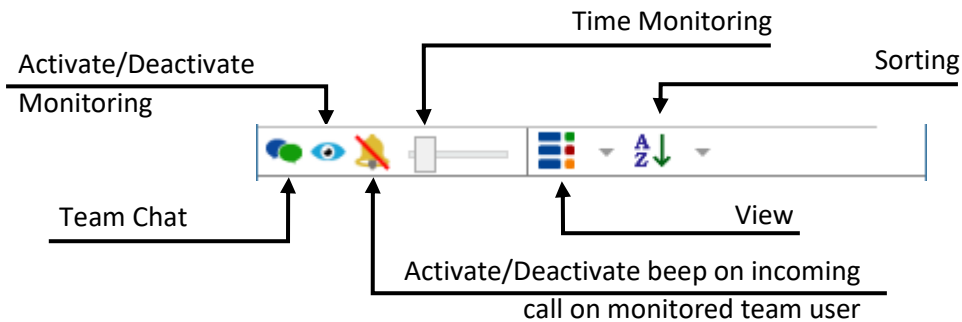 Time Monitoring
Activate/Deactivate
Monitoring
Sorting
A
Z
Team Chat
View
Activate/Deactivate beep on incoming
call on monitored team user